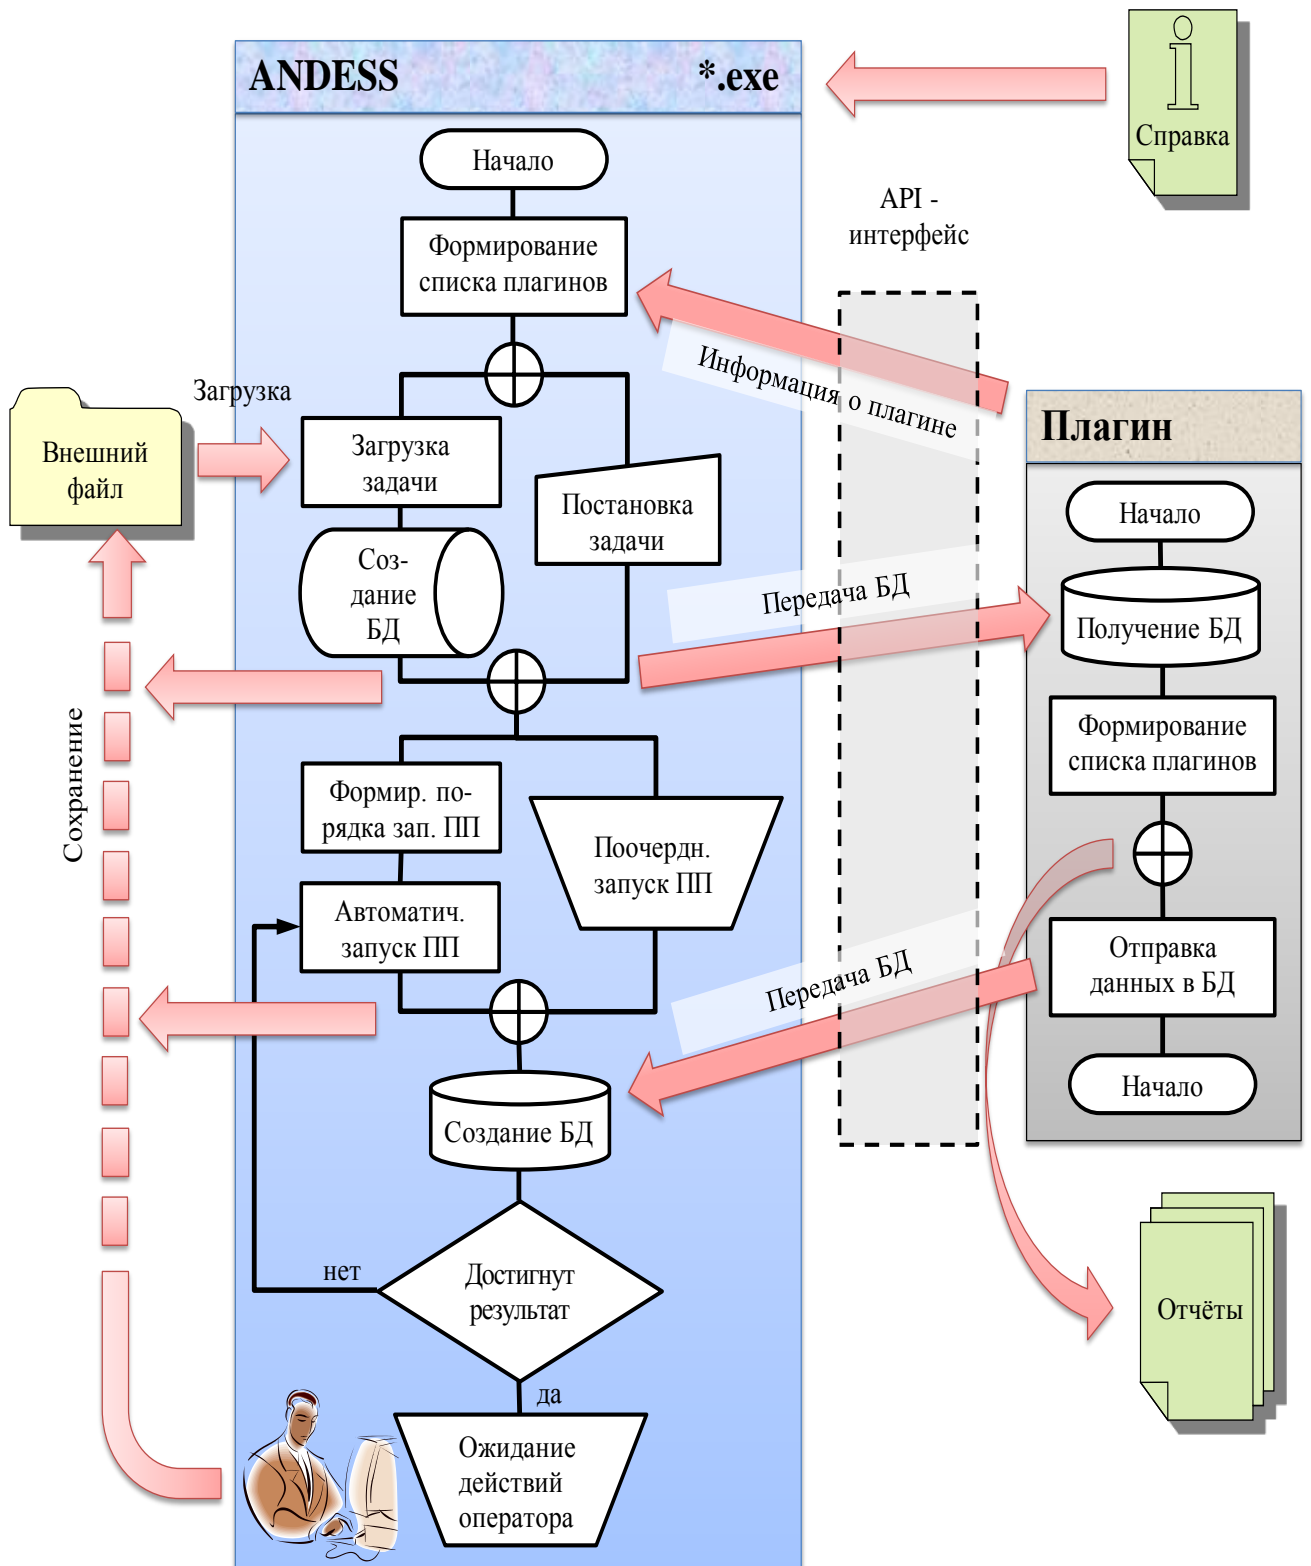 ANDESS *.exe
Справка
Начало
API -
интерфейс
Формирование
списка плагинов
Информация о плагине
Загрузка
Внешний
файл
Загрузка
задачи
Постановка
задачи
Соз-
дание
БД
Передача БД
Плагин
Начало
Получение БД
Формирование
списка плагинов
Сохранение
Формир. по-
рядка зап. ПП
Поочердн.
запуск ПП
Автоматич.
запуск ПП
Передача БД
Отправка
данных в БД
Начало
Создание БД
нет
Достигнут
результат
да
Отчёты
Ожидание
действий
оператора